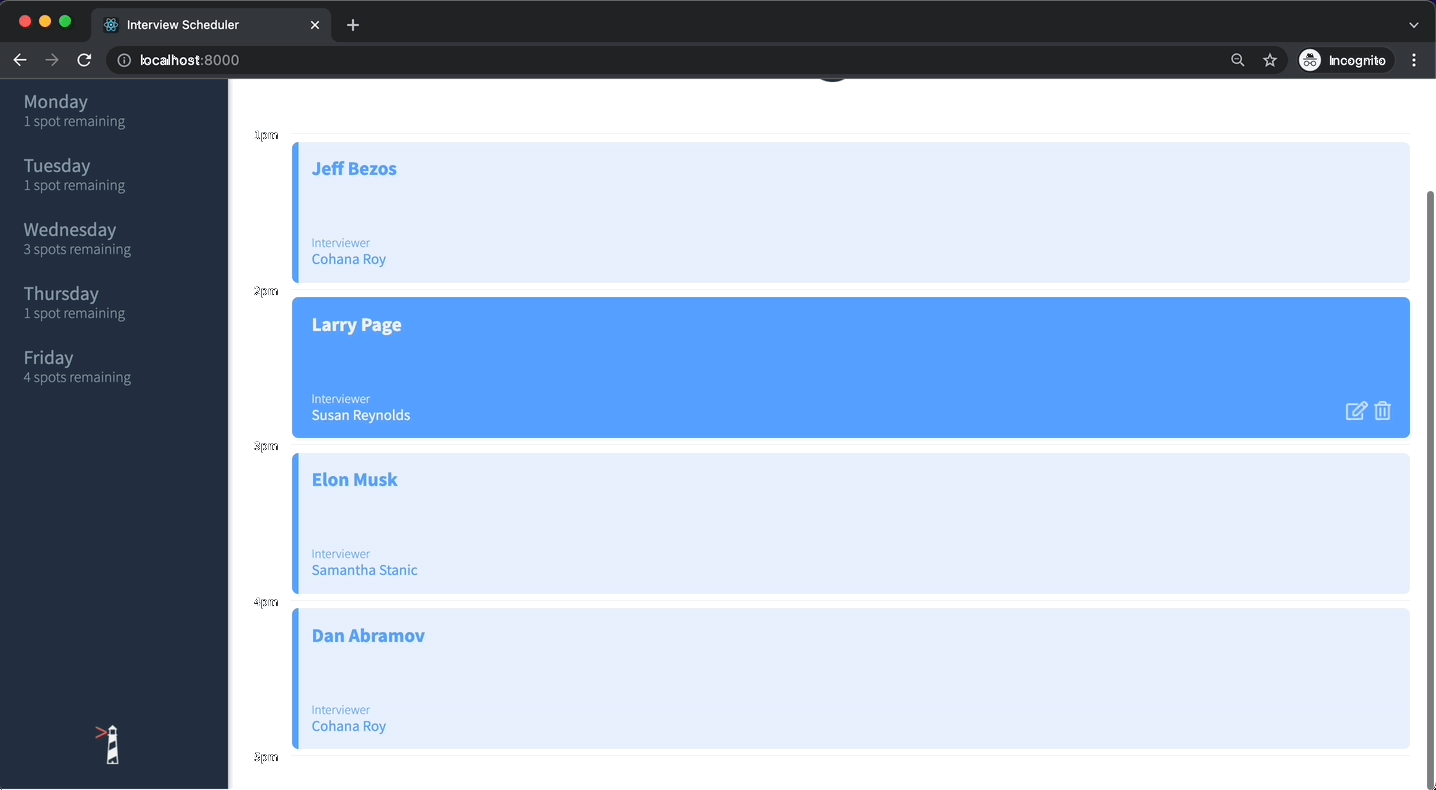 Interview Scheduler
localhost:8000
Incognito
Monday
1 spot remaining
Tuesday
1 spot remaining
Wednesday
3 spots remaining
Thursday
1 spot remaining
Friday
4 spots remaining
1pm
Jeff Bezos
Interviewer
Cohana Roy
2pm
Larry Page
Interviewer
Susan Reynolds
3pm
Elon Musk
Interviewer
Samantha Stanic
4pm
Dan Abramov
Interviewer
Cohana Roy
5pm